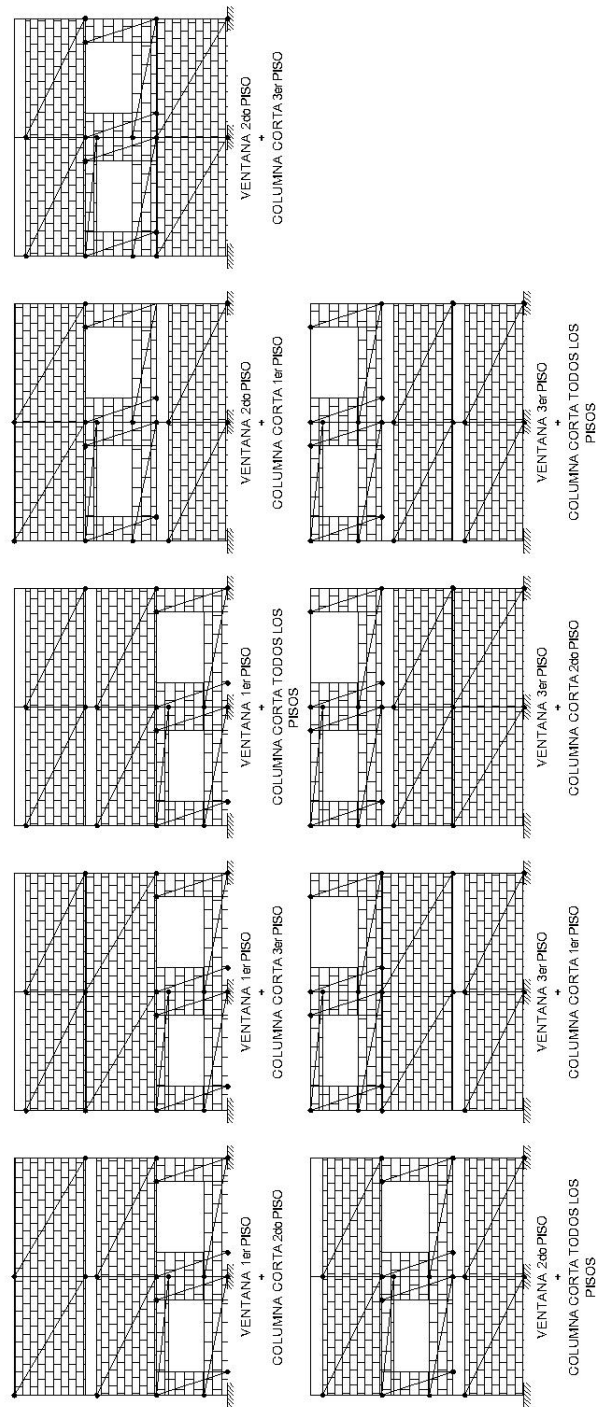 VENTANA 2do PISO
+
COLUMNA CORTA 3er PISO
VENTANA 2do PISO
+
COLUMNA CORTA 1er PISO
VENTANA 3er PISO
+
COLUMNA CORTA TODOS LOS
PISOS
VENTANA 1er PISO
+
COLUMNA CORTA TODOS LOS
PISOS
VENTANA 3er PISO
+
COLUMNA CORTA 2do PISO
VENTANA 1er PISO
+
COLUMNA CORTA 3er PISO
VENTANA 3er PISO
+
COLUMNA CORTA 1er PISO
VENTANA 1er PISO
+
COLUMNA CORTA 2do PISO
VENTANA 2do PISO
+
COLUMNA CORTA TODOS LOS
PISOS